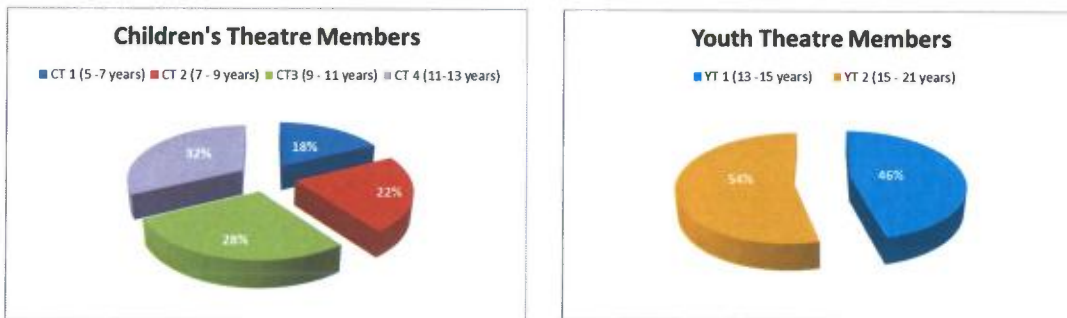 Children's Theatre Members
CT 1 (5 -7 years) CT 2 (7 - 9 years) CT3 (9 - 11 years) CT 4 (11-13 years)
32%
18%
22%
28%
Youth Theatre Members
YT 1 (13 -15 years) YT 2 (15 - 21 years)
54%
46%